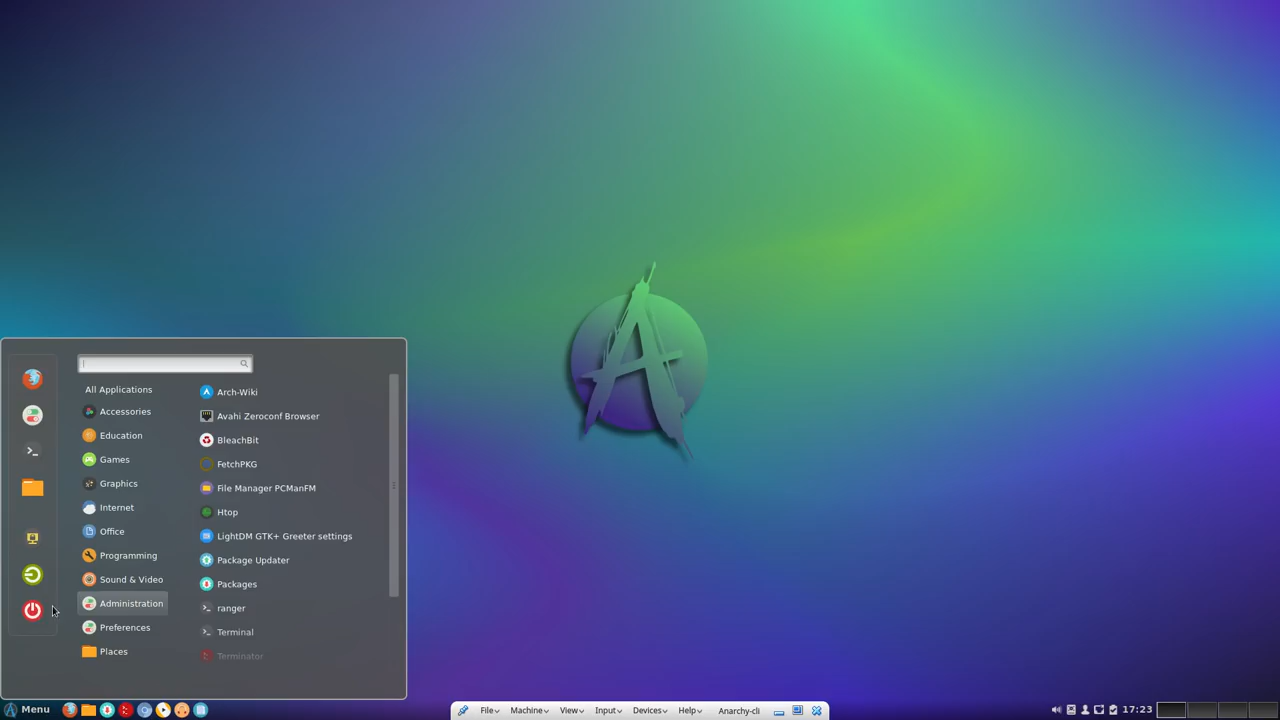 All Applications
Accessories
Education
Games
Graphics
Internet
Office
Programming
Sound & Video
Administration
Preferences
Places
Arch-Wiki
Avahi Zeroconf Browser
BleachBit
FetchPKG
File Manager PCManFM
Htop
LightDM GTK+ Greeter settings
Package Updater
Packages
ranger
Terminal
Terminator
Menu
File Machine View Input Devices Help Anarchy-cli
17:23